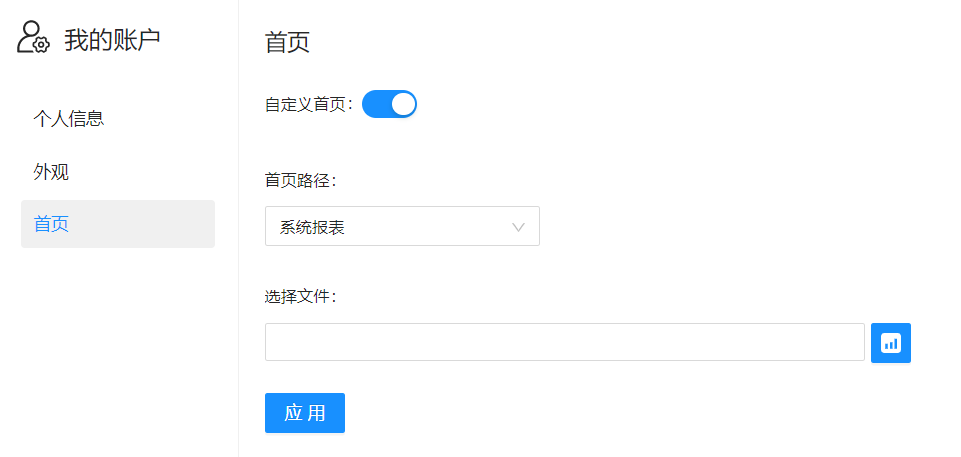 我的账户
个人信息
外观
首页
首页
自定义首页：
首页路径：
系统报表
选择文件：
应 用